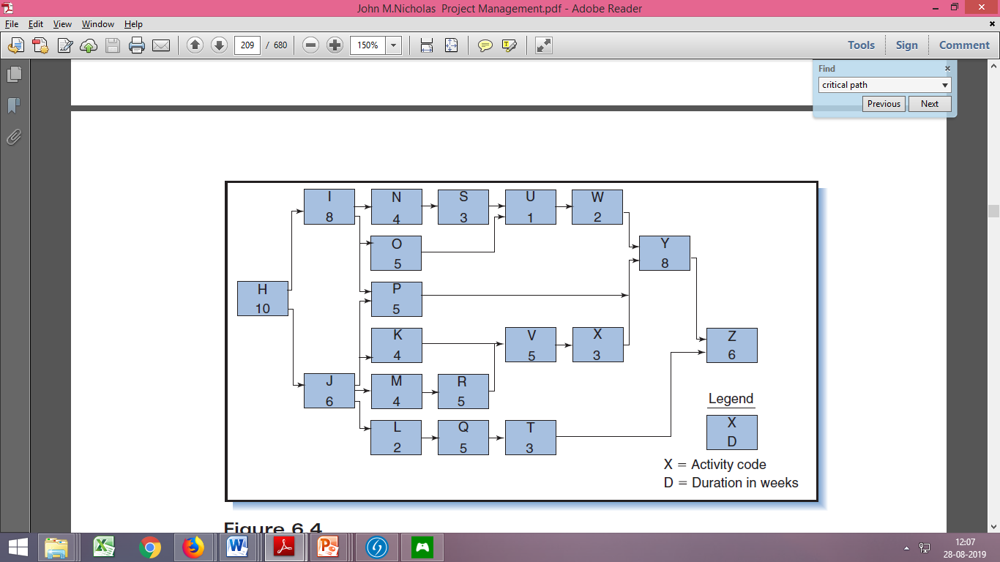 John M.Nicholas Project Management.pdf - Adobe Reader
File Edit View Window Help
209 / 680 150% Tools Sign Comment
Find
critical path
Previous Next
I
8
N
4
S
3
U
1
W
2
O
5
Y
8
H
10
P
5
K
4
V
5
X
3
Z
6
J
6
M
4
R
5
L
2
Q
5
T
3
Legend
X
D
X = Activity code
D = Duration in weeks
Figure 6.4
12:07
28-08-2019